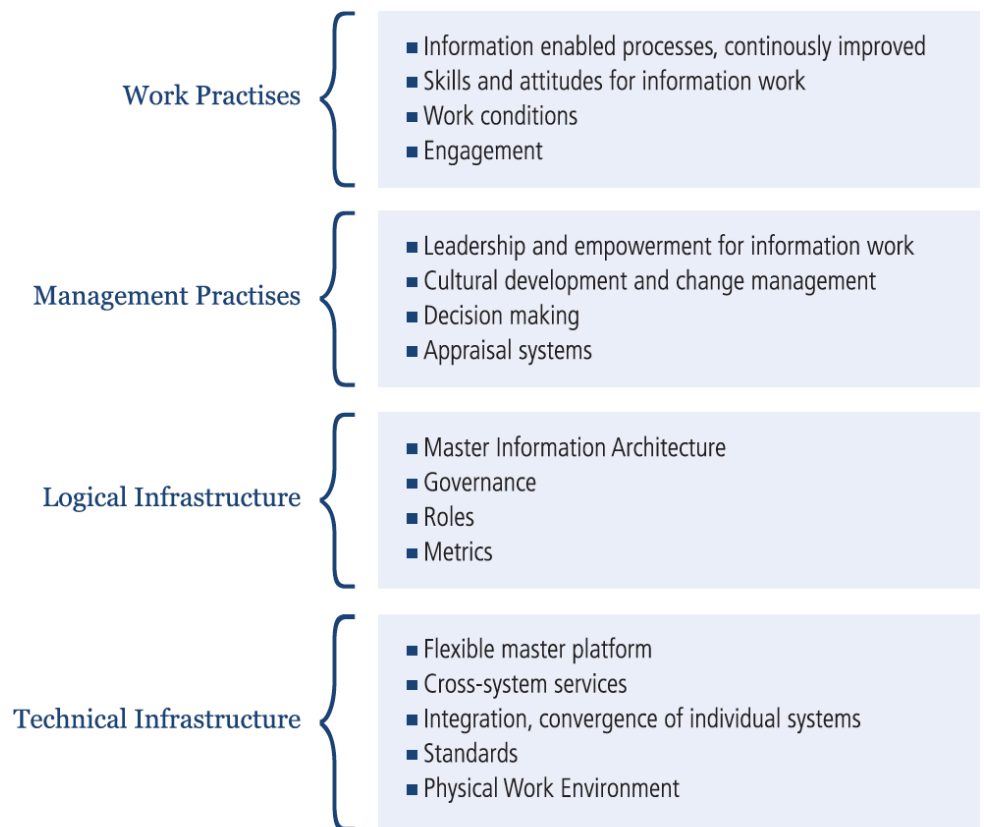 Work Practises
■ Information enabled processes, continously improved
■ Skills and attitudes for information work
■ Work conditions
■ Engagement
Management Practises
■ Leadership and empowerment for information work
■ Cultural development and change management
■ Decision making
■ Appraisal systems
Logical Infrastructure
■ Master Information Architecture
■ Governance
■ Roles
■ Metrics
Technical Infrastructure
■ Flexible master platform
■ Cross-system services
■ Integration, convergence of individual systems
■ Standards
■ Physical Work Environment